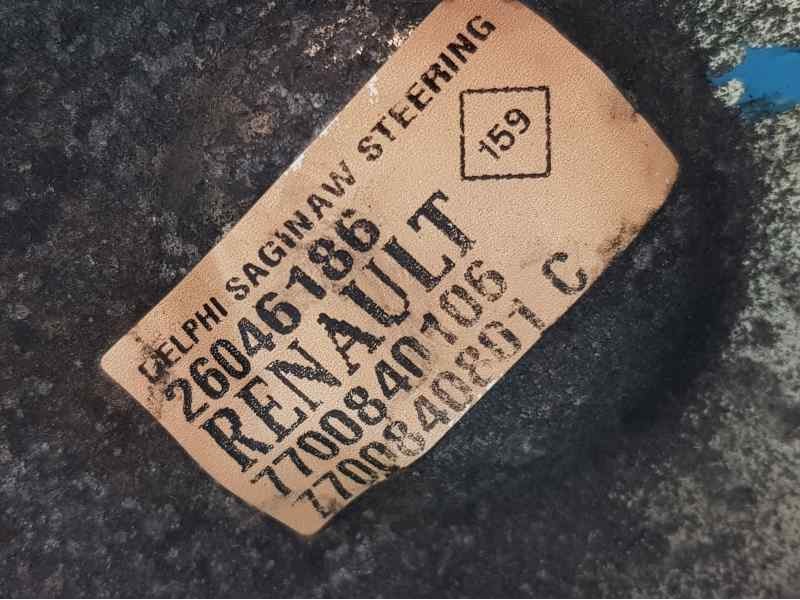 DELPHI SAGINAW STEERING
159
26046186
RENAULT
7700840106
7700840801 C